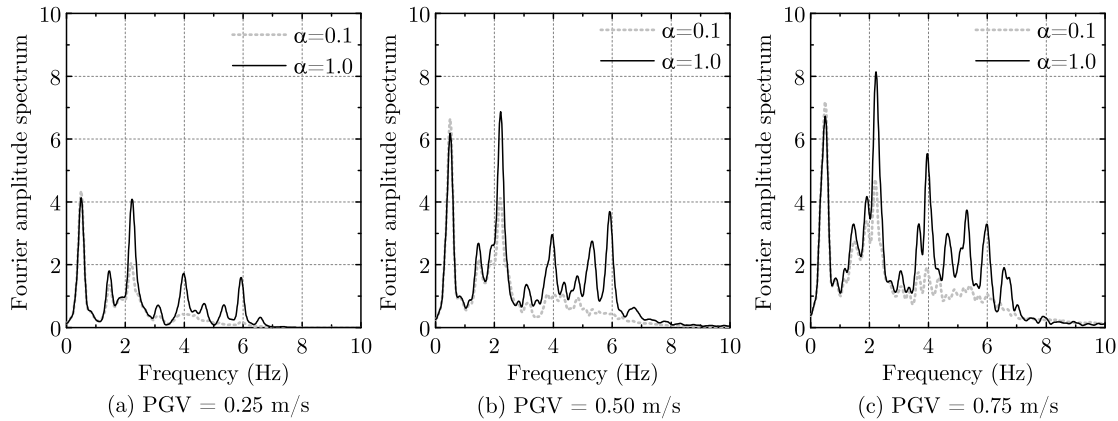 Fourier amplitude spectrum
10
8
6
4
2
0
0 2 4 6 8 10
α=0.1
α=1.0
Frequency (Hz)
(a) PGV = 0.25 m/s
Fourier amplitude spectrum
10
8
6
4
2
0
0 2 4 6 8 10
α=0.1
α=1.0
Frequency (Hz)
(b) PGV = 0.50 m/s
Fourier amplitude spectrum
10
8
6
4
2
0
0 2 4 6 8 10
α=0.1
α=1.0
Frequency (Hz)
(c) PGV = 0.75 m/s